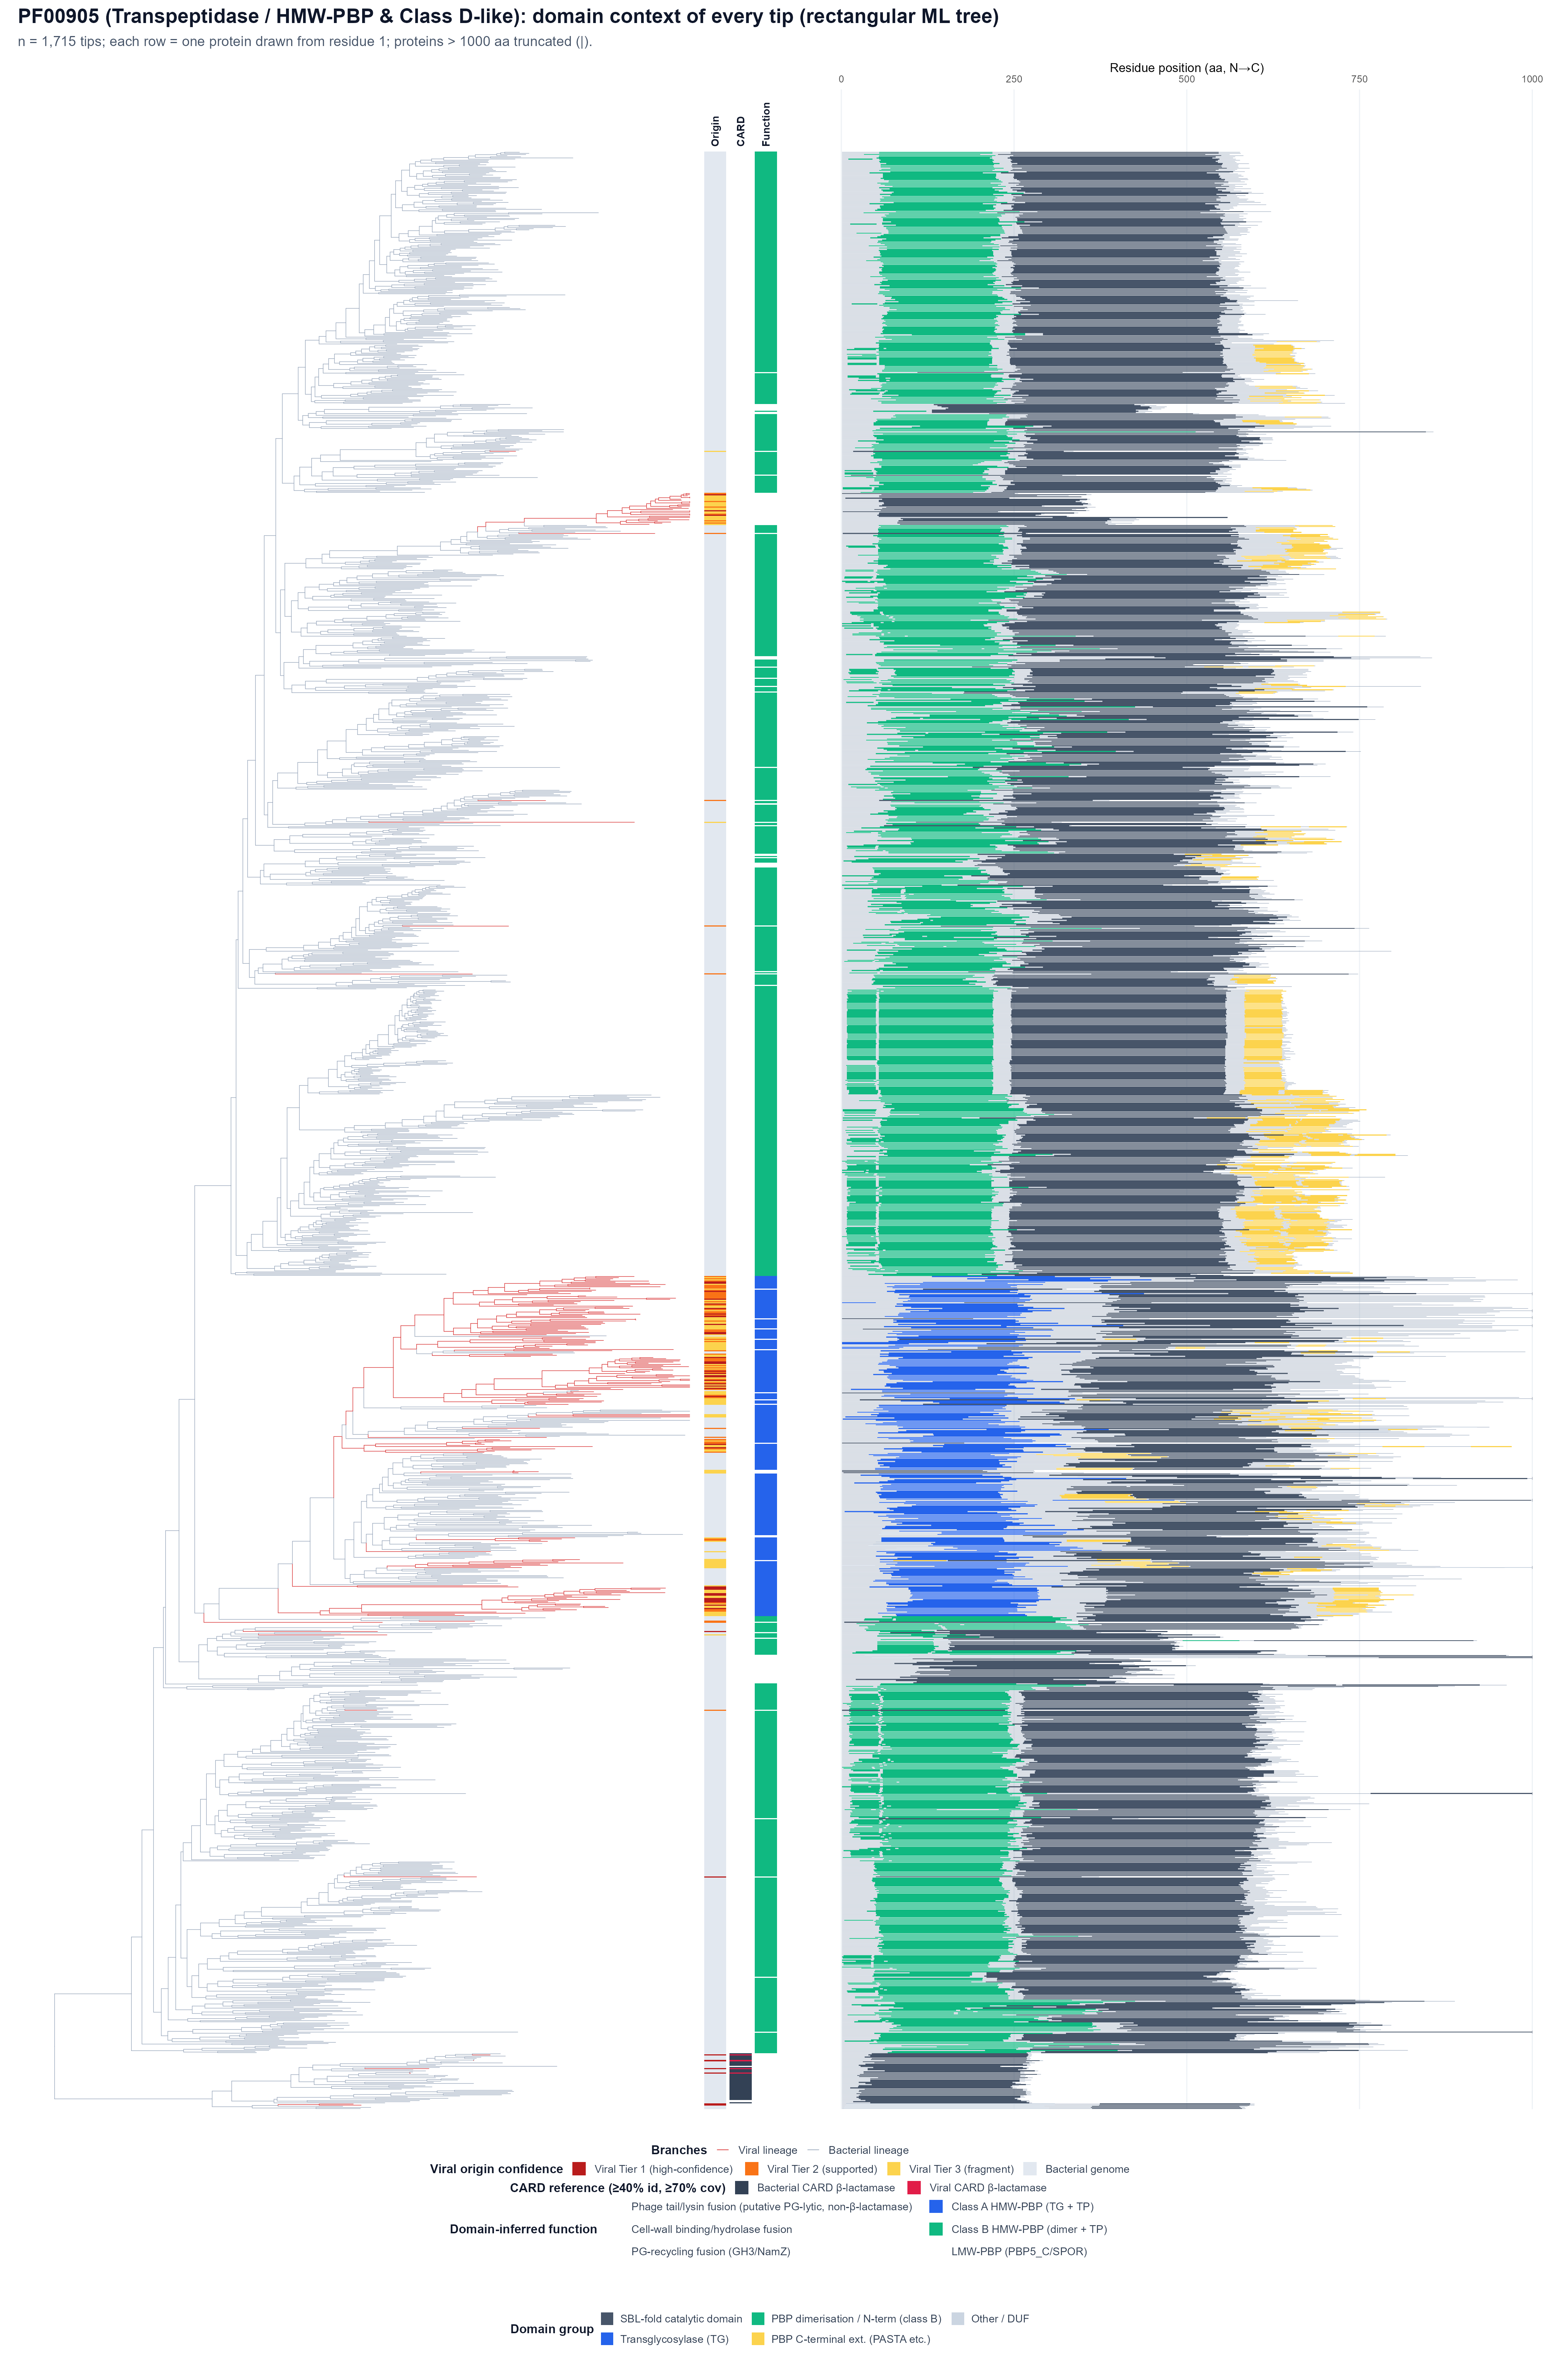 PF00905 (Transpeptidase / HMW-PBP & Class D-like): domain context of every tip (rectangular ML tree)
n = 1,715 tips; each row = one protein drawn from residue 1; proteins > 1000 aa truncated (|).
Residue position (aa, N→C)
0 250 500 750 1000
Origin CARD Function
Branches Viral lineage Bacterial lineage
Viral origin confidence Viral Tier 1 (high-confidence) Viral Tier 2 (supported) Viral Tier 3 (fragment) Bacterial genome
CARD reference (≥40% id, ≥70% cov) Bacterial CARD β-lactamase Viral CARD β-lactamase
Phage tail/lysin fusion (putative PG-lytic, non-β-lactamase) Class A HMW-PBP (TG + TP)
Domain-inferred function Cell-wall binding/hydrolase fusion Class B HMW-PBP (dimer + TP)
PG-recycling fusion (GH3/NamZ) LMW-PBP (PBP5_C/SPOR)
Domain group SBL-fold catalytic domain PBP dimerisation / N-term (class B) Other / DUF
Transglycosylase (TG) PBP C-terminal ext. (PASTA etc.)